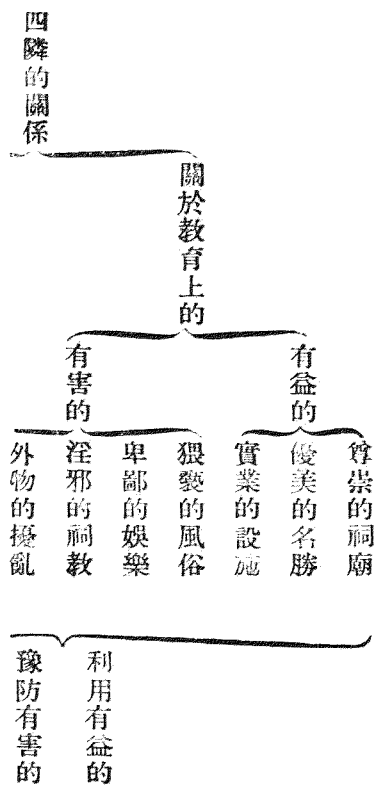 四隣的關係
關於教育上的
有益的
尊崇的祠廟
優美的名勝
實業的設施
有害的
猥褻的風俗
卑鄙的娛樂
淫邪的祠教
外物的擾亂
利用有益的
豫防有害的